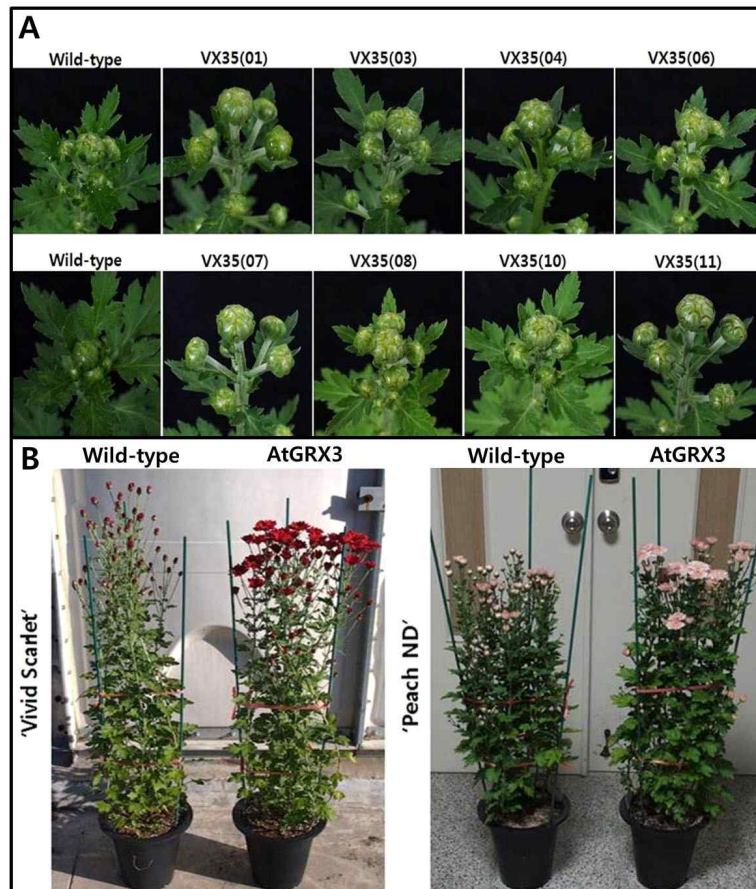 A
Wild-type VX35(01) VX35(03) VX35(04) VX35(06)
Wild-type VX35(07) VX35(08) VX35(10) VX35(11)
B
Wild-type AtGRX3 Wild-type AtGRX3
'Vivid Scarlet'
'Peach ND'